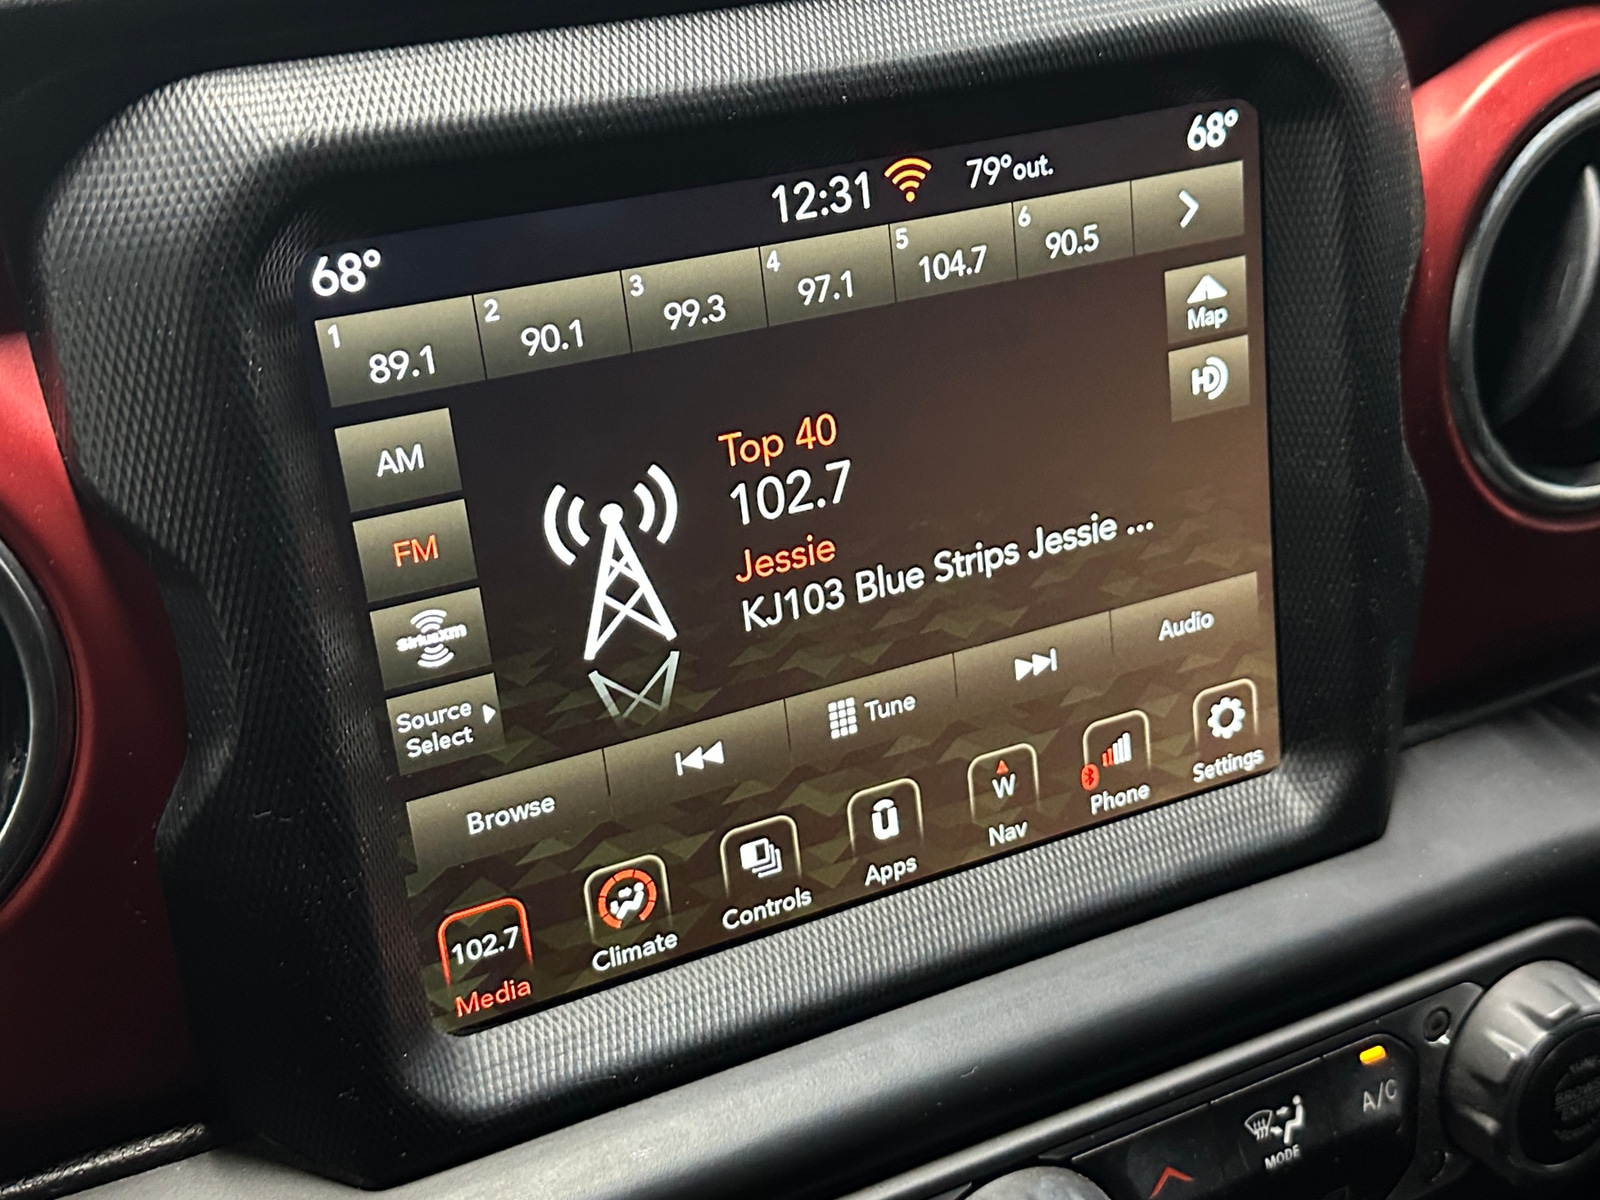 68°
12:31
79°out.
68°
1
89.1
2
90.1
3
99.3
4
97.1
5
104.7
6
90.5
Map
HD
AM
FM
SiriusXM
Source
Select
Top 40
102.7
Jessie
KJ103 Blue Strips Jessie ...
Browse
Tune
Audio
102.7
Media
Climate
Controls
Apps
W
Nav
Phone
Settings
A/C
MODE